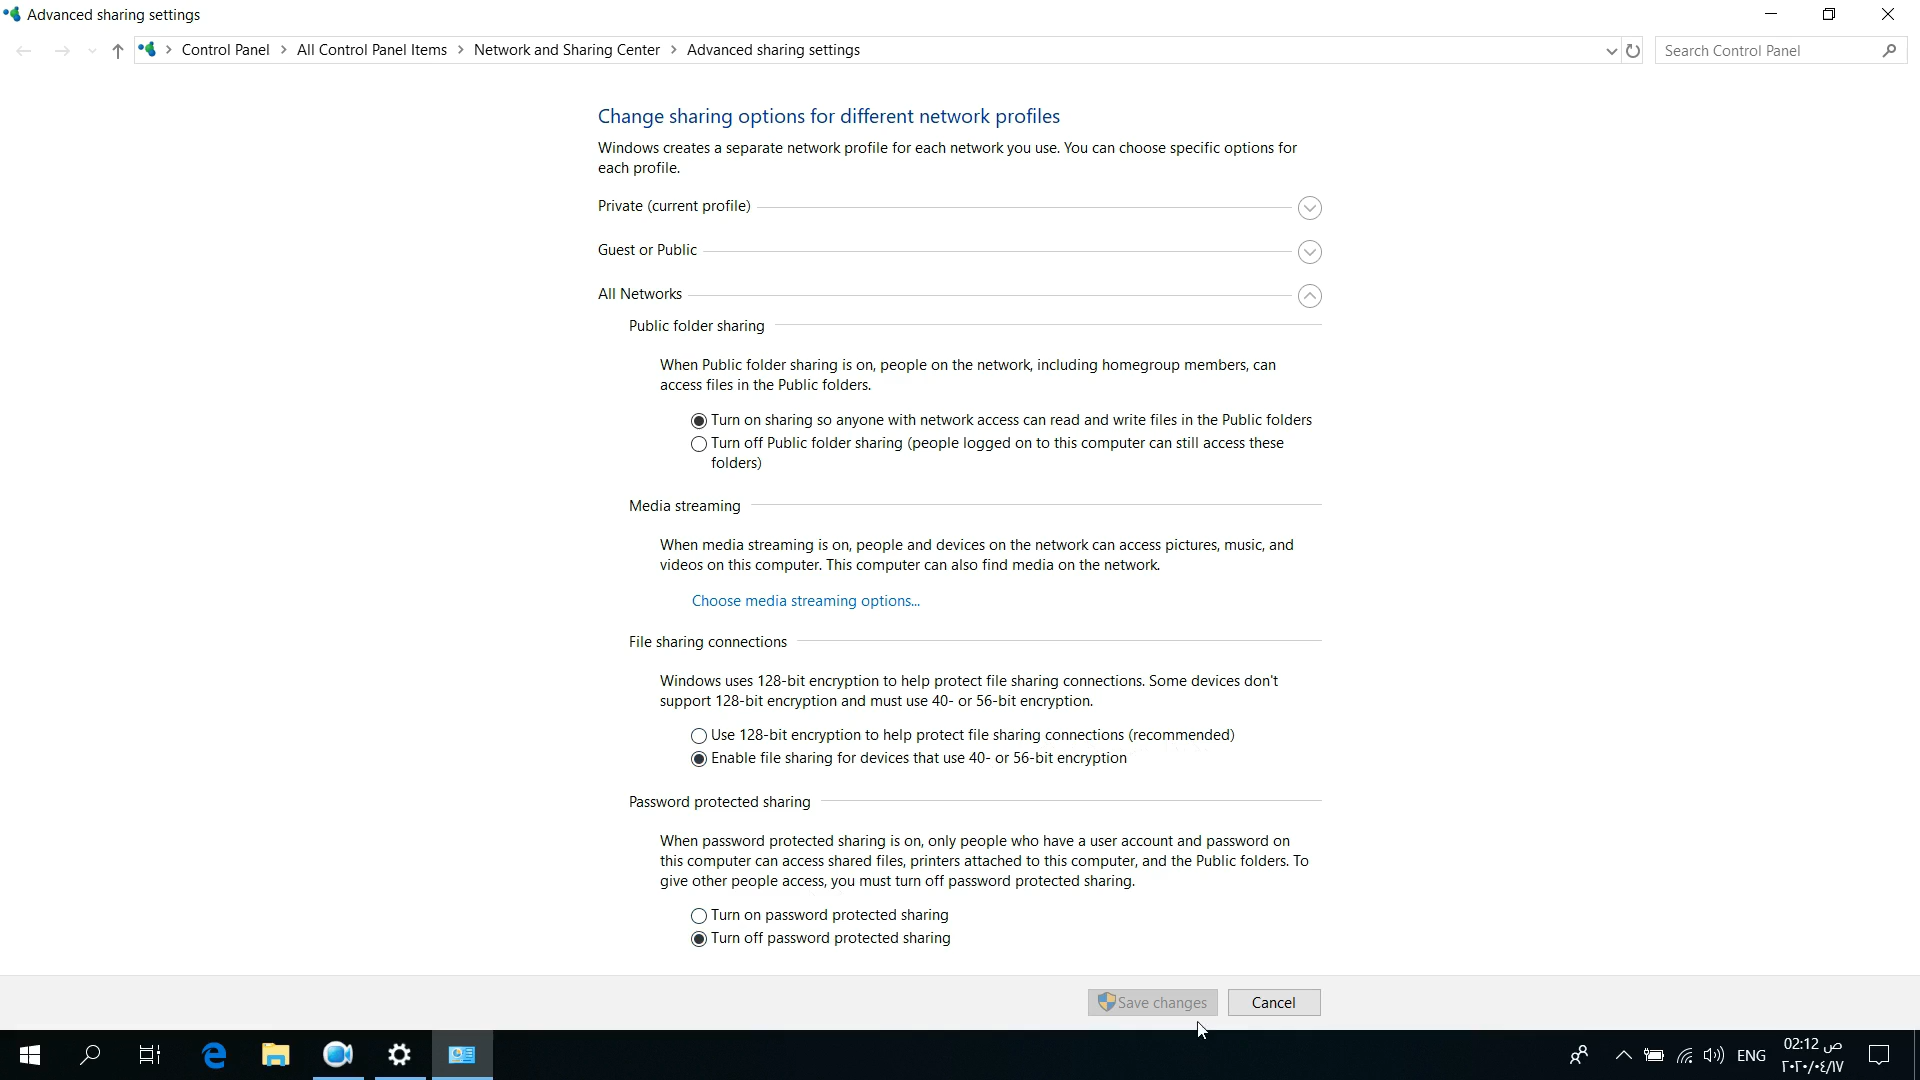 Advanced sharing settings
Control Panel > All Control Panel Items > Network and Sharing Center > Advanced sharing settings
Search Control Panel
Change sharing options for different network profiles
Windows creates a separate network profile for each network you use. You can choose specific options for
each profile.
Private (current profile)
Guest or Public
All Networks
Public folder sharing
When Public folder sharing is on, people on the network, including homegroup members, can
access files in the Public folders.
Turn on sharing so anyone with network access can read and write files in the Public folders
Turn off Public folder sharing (people logged on to this computer can still access these
folders)
Media streaming
When media streaming is on, people and devices on the network can access pictures, music, and
videos on this computer. This computer can also find media on the network.
Choose media streaming options...
File sharing connections
Windows uses 128-bit encryption to help protect file sharing connections. Some devices don't
support 128-bit encryption and must use 40- or 56-bit encryption.
Use 128-bit encryption to help protect file sharing connections (recommended)
Enable file sharing for devices that use 40- or 56-bit encryption
Password protected sharing
When password protected sharing is on, only people who have a user account and password on
this computer can access shared files, printers attached to this computer, and the Public folders. To
give other people access, you must turn off password protected sharing.
Turn on password protected sharing
Turn off password protected sharing
Save changes
Cancel
ENG
02:12 ص
٢٠٢٠/٠٤/١٧